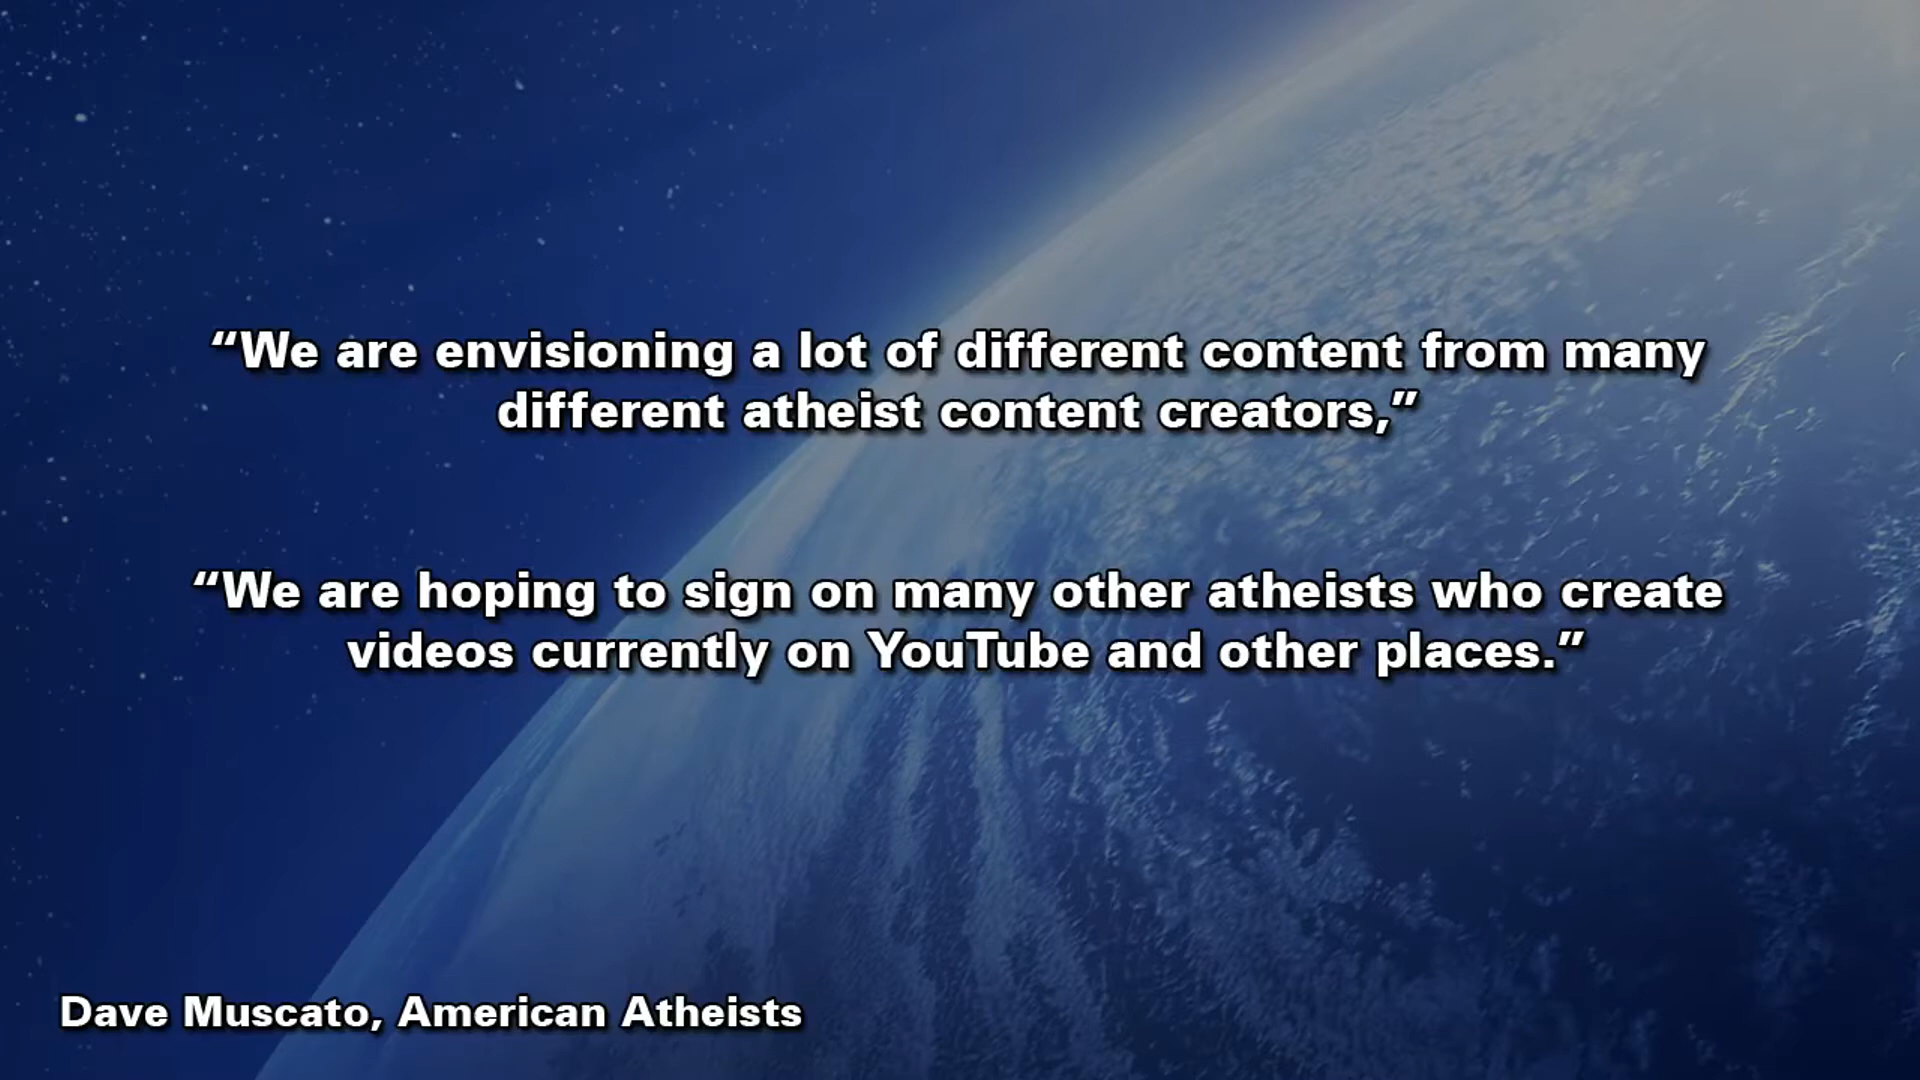 “We are envisioning a lot of different content from many
different atheist content creators,”
“We are hoping to sign on many other atheists who create
videos currently on YouTube and other places.”
Dave Muscato, American Atheists